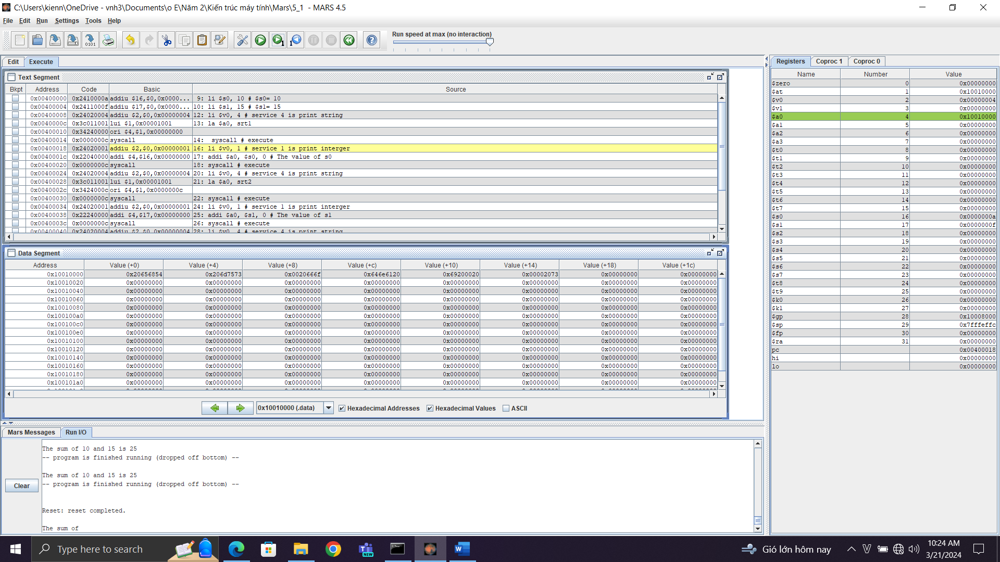 C:\Users\kienn\OneDrive - vnh3\Documents\o E\Năm 2\Kiến trúc máy tính\Mars\5_1 - MARS 4.5
File Edit Run Settings Tools Help
Run speed at max (no interaction)
Edit Execute
Text Segment
Bkpt Address Code Basic Source
0x00400000 0x2410000a addiu $16,$0,0x0000... 9: li $s0, 10 # $s0= 10
0x00400004 0x2411000f addiu $17,$0,0x0000... 10: li $s1, 15 # $s1= 15
0x00400008 0x24020004 addiu $2,$0,0x00000004 12: li $v0, 4 # service 4 is print string
0x0040000c 0x3c011001 lui $1,0x00001001 13: la $a0, srt1
0x00400010 0x34240000 ori $4,$1,0x00000000
0x00400014 0x0000000c syscall 14: syscall # execute
0x00400018 0x24020001 addiu $2,$0,0x00000001 16: li $v0, 1 # service 1 is print interger
0x0040001c 0x22040000 addi $4,$16,0x00000000 17: addi $a0, $s0, 0 # The value of s0
0x00400020 0x0000000c syscall 18: syscall # execute
0x00400024 0x24020004 addiu $2,$0,0x00000004 20: li $v0, 4 # service 4 is print string
0x00400028 0x3c011001 lui $1,0x00001001 21: la $a0, srt2
0x0040002c 0x3424000c ori $4,$1,0x0000000c
0x00400030 0x0000000c syscall 22: syscall # execute
0x00400034 0x24020001 addiu $2,$0,0x00000001 24: li $v0, 1 # service 1 is print interger
0x00400038 0x22240000 addi $4,$17,0x00000000 25: addi $a0, $s1, 0 # The value of s1
0x0040003c 0x0000000c syscall 26: syscall # execute
0x00400040 0x24020004 addiu $2,$0,0x00000004 28: li $v0, 4 # service 4 is print string
Data Segment
Address Value (+0) Value (+4) Value (+8) Value (+c) Value (+10) Value (+14) Value (+18) Value (+1c)
0x10010000 0x20656854 0x206d7573 0x0020666f 0x646e6120 0x69200020 0x00002073 0x00000000 0x00000000
0x10010020 0x00000000 0x00000000 0x00000000 0x00000000 0x00000000 0x00000000 0x00000000 0x00000000
0x10010040 0x00000000 0x00000000 0x00000000 0x00000000 0x00000000 0x00000000 0x00000000 0x00000000
0x10010060 0x00000000 0x00000000 0x00000000 0x00000000 0x00000000 0x00000000 0x00000000 0x00000000
0x10010080 0x00000000 0x00000000 0x00000000 0x00000000 0x00000000 0x00000000 0x00000000 0x00000000
0x100100a0 0x00000000 0x00000000 0x00000000 0x00000000 0x00000000 0x00000000 0x00000000 0x00000000
0x100100c0 0x00000000 0x00000000 0x00000000 0x00000000 0x00000000 0x00000000 0x00000000 0x00000000
0x100100e0 0x00000000 0x00000000 0x00000000 0x00000000 0x00000000 0x00000000 0x00000000 0x00000000
0x10010100 0x00000000 0x00000000 0x00000000 0x00000000 0x00000000 0x00000000 0x00000000 0x00000000
0x10010120 0x00000000 0x00000000 0x00000000 0x00000000 0x00000000 0x00000000 0x00000000 0x00000000
0x10010140 0x00000000 0x00000000 0x00000000 0x00000000 0x00000000 0x00000000 0x00000000 0x00000000
0x10010160 0x00000000 0x00000000 0x00000000 0x00000000 0x00000000 0x00000000 0x00000000 0x00000000
0x10010180 0x00000000 0x00000000 0x00000000 0x00000000 0x00000000 0x00000000 0x00000000 0x00000000
0x100101a0 0x00000000 0x00000000 0x00000000 0x00000000 0x00000000 0x00000000 0x00000000 0x00000000
0x10010000 (.data) Hexadecimal Addresses Hexadecimal Values ASCII
Mars Messages Run I/O
The sum of 10 and 15 is 25
-- program is finished running (dropped off bottom) --
The sum of 10 and 15 is 25
-- program is finished running (dropped off bottom) --
Clear
Reset: reset completed.
The sum of
Registers Coproc 1 Coproc 0
Name Number Value
$zero 0 0x00000000
$at 1 0x10010000
$v0 2 0x00000004
$v1 3 0x00000000
$a0 4 0x10010000
$a1 5 0x00000000
$a2 6 0x00000000
$a3 7 0x00000000
$t0 8 0x00000000
$t1 9 0x00000000
$t2 10 0x00000000
$t3 11 0x00000000
$t4 12 0x00000000
$t5 13 0x00000000
$t6 14 0x00000000
$t7 15 0x00000000
$s0 16 0x0000000a
$s1 17 0x0000000f
$s2 18 0x00000000
$s3 19 0x00000000
$s4 20 0x00000000
$s5 21 0x00000000
$s6 22 0x00000000
$s7 23 0x00000000
$t8 24 0x00000000
$t9 25 0x00000000
$k0 26 0x00000000
$k1 27 0x00000000
$gp 28 0x10008000
$sp 29 0x7fffeffc
$fp 30 0x00000000
$ra 31 0x00000000
pc 0x00400018
hi 0x00000000
lo 0x00000000
Type here to search
NEW
Gió lớn hôm nay
10:24 AM
3/21/2024